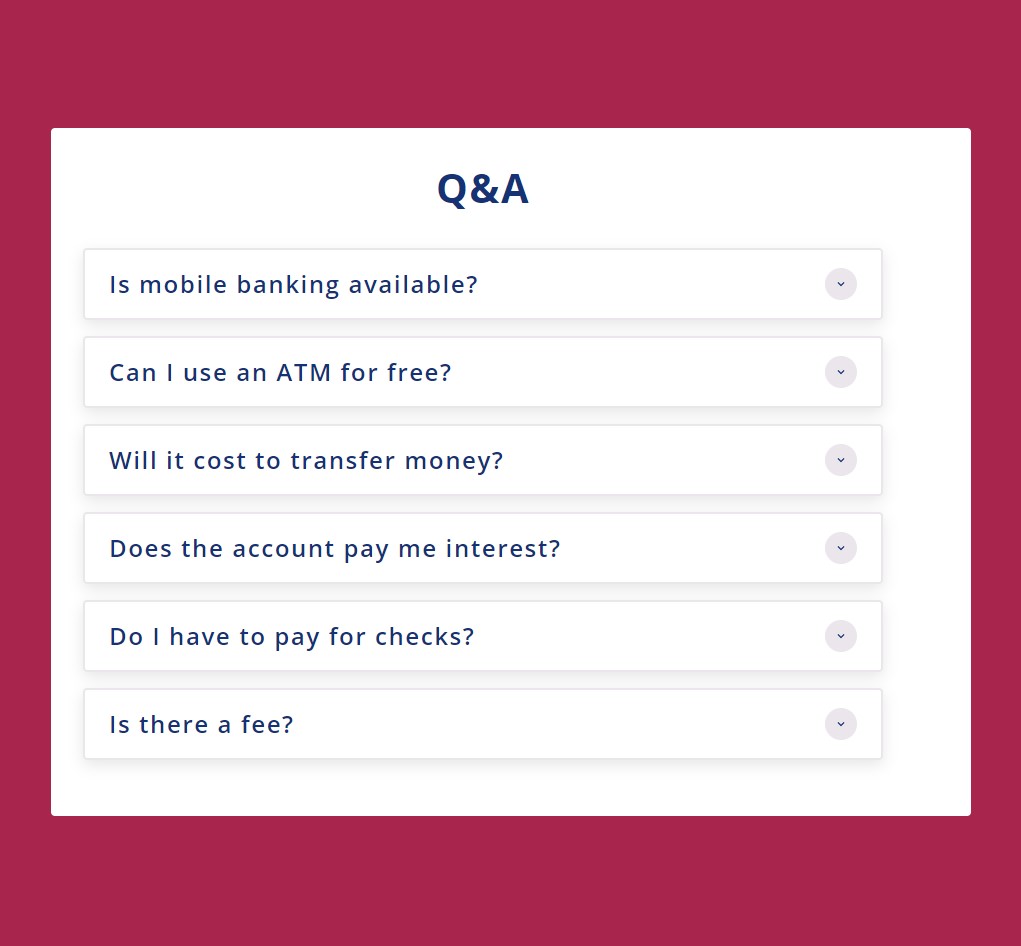 Q&A
Is mobile banking available?
Can I use an ATM for free?
Will it cost to transfer money?
Does the account pay me interest?
Do I have to pay for checks?
Is there a fee?